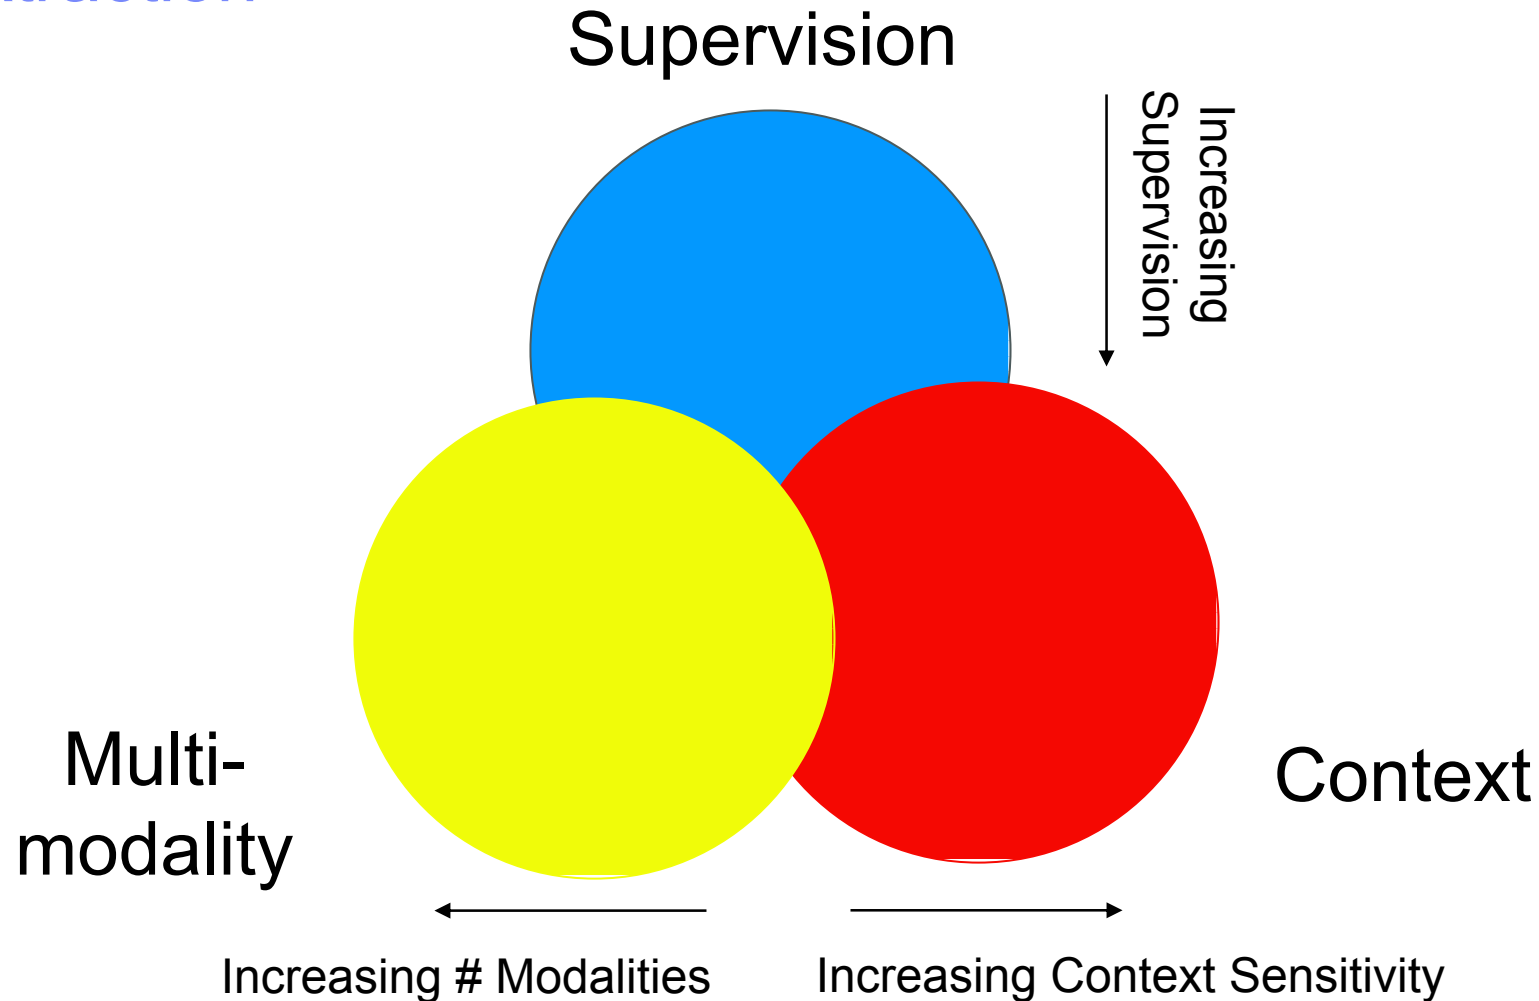 Supervision
Increasing
Supervision
Multi-
modality
Context
Increasing # Modalities
Increasing Context Sensitivity